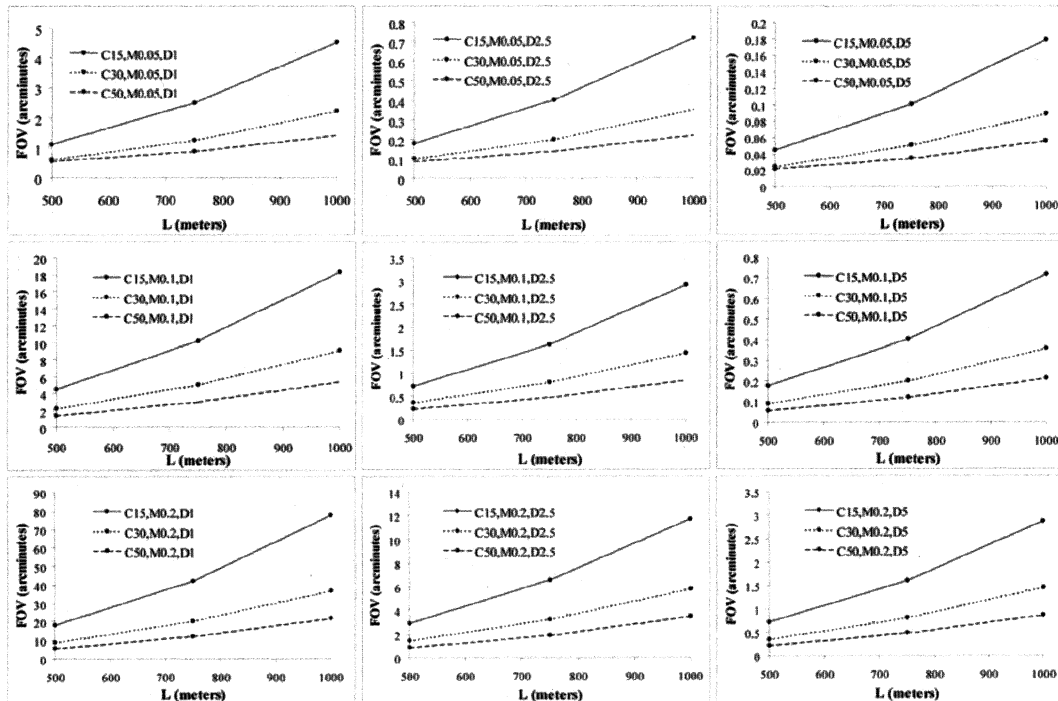 5
4
3
2
1
0
FOV (arcminutes)
C15,M0.05,D1
C30,M0.05,D1
C50,M0.05,D1
500 600 700 800 900 1000
L (meters)
0.8
0.7
0.6
0.5
0.4
0.3
0.2
0.1
0
FOV (arcminutes)
C15,M0.05,D2.5
C30,M0.05,D2.5
C50,M0.05,D2.5
500 600 700 800 900 1000
L (meters)
0.2
0.18
0.16
0.14
0.12
0.1
0.08
0.06
0.04
0.02
0
FOV (arcminutes)
C15,M0.05,D5
C30,M0.05,D5
C50,M0.05,D5
500 600 700 800 900 1000
L (meters)
20
18
16
14
12
10
8
6
4
2
0
FOV (arcminutes)
C15,M0.1,D1
C30,M0.1,D1
C50,M0.1,D1
500 600 700 800 900 1000
L (meters)
3.5
3
2.5
2
1.5
1
0.5
0
FOV (arcminutes)
C15,M0.1,D2.5
C30,M0.1,D2.5
C50,M0.1,D2.5
500 600 700 800 900 1000
L (meters)
0.8
0.7
0.6
0.5
0.4
0.3
0.2
0.1
0
FOV (arcminutes)
C15,M0.1,D5
C30,M0.1,D5
C50,M0.1,D5
500 600 700 800 900 1000
L (meters)
90
80
70
60
50
40
30
20
10
0
FOV (arcminutes)
C15,M0.2,D1
C30,M0.2,D1
C50,M0.2,D1
500 600 700 800 900 1000
L (meters)
14
12
10
8
6
4
2
0
FOV (arcminutes)
C15,M0.2,D2.5
C30,M0.2,D2.5
C50,M0.2,D2.5
500 600 700 800 900 1000
L (meters)
3.5
3
2.5
2
1.5
1
0.5
0
FOV (arcminutes)
C15,M0.2,D5
C30,M0.2,D5
C50,M0.2,D5
500 600 700 800 900 1000
L (meters)